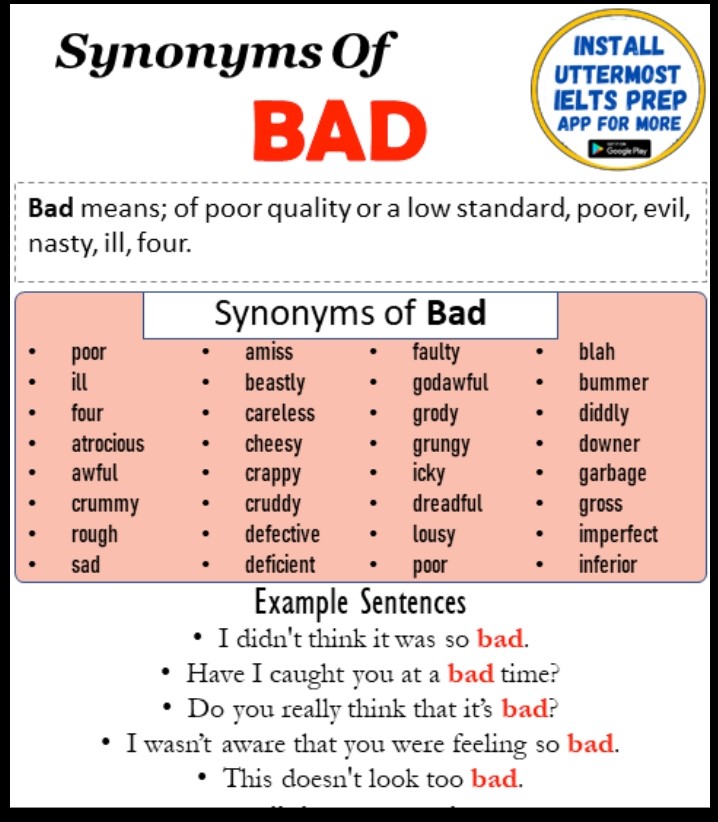 Synonyms Of
BAD
INSTALL
UTTERMOST
IELTS PREP
APP FOR MORE
GET IT ON
Google Play
Bad means; of poor quality or a low standard, poor, evil,
nasty, ill, four.
Synonyms of Bad
• poor • amiss • faulty • blah
• ill • beastly • godawful • bummer
• four • careless • grody • diddly
• atrocious • cheesy • grungy • downer
• awful • crappy • icky • garbage
• crummy • cruddy • dreadful • gross
• rough • defective • lousy • imperfect
• sad • deficient • poor • inferior
Example Sentences
• I didn't think it was so bad.
• Have I caught you at a bad time?
• Do you really think that it’s bad?
• I wasn’t aware that you were feeling so bad.
• This doesn't look too bad.